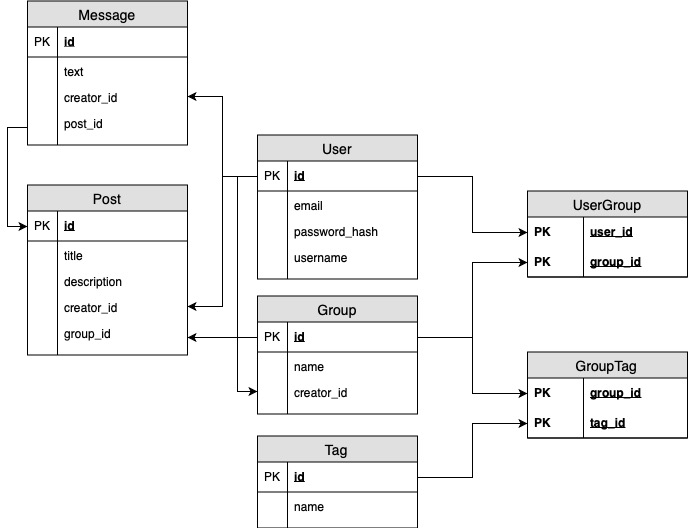 Message
PK id
text
creator_id
post_id
Post
PK id
title
description
creator_id
group_id
User
PK id
email
password_hash
username
Group
PK id
name
creator_id
Tag
PK id
name
UserGroup
PK user_id
PK group_id
GroupTag
PK group_id
PK tag_id